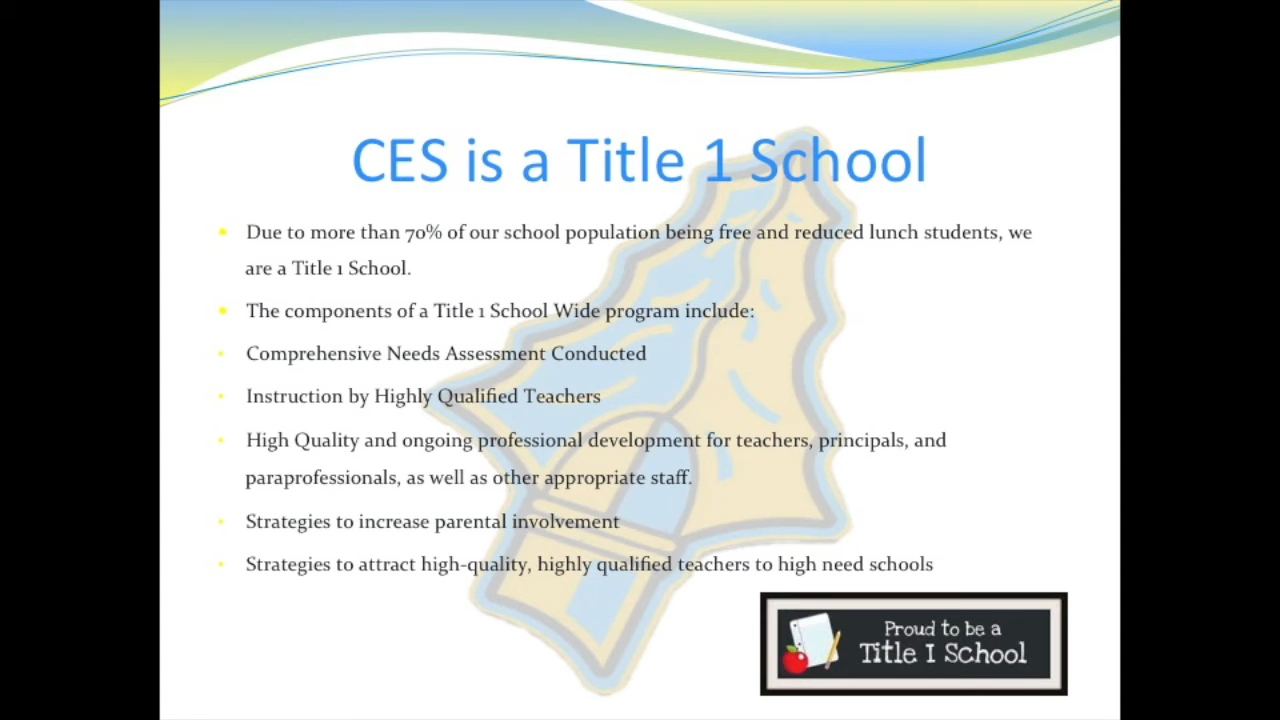 CES is a Title 1 School
Due to more than 70% of our school population being free and reduced lunch students, we
are a Title 1 School.
The components of a Title 1 School Wide program include:
Comprehensive Needs Assessment Conducted
Instruction by Highly Qualified Teachers
High Quality and ongoing professional development for teachers, principals, and
paraprofessionals, as well as other appropriate staff.
Strategies to increase parental involvement
Strategies to attract high-quality, highly qualified teachers to high need schools
Proud to be a
Title I School